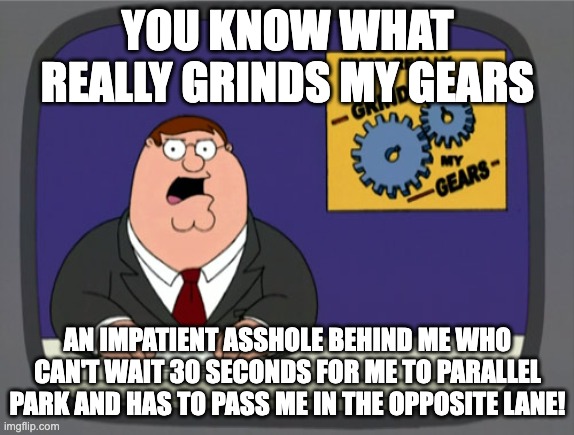 YOU KNOW WHAT
REALLY GRINDS MY GEARS
GRIND
MY
GEARS
AN IMPATIENT ASSHOLE BEHIND ME WHO
CAN'T WAIT 30 SECONDS FOR ME TO PARALLEL
PARK AND HAS TO PASS ME IN THE OPPOSITE LANE!
imgflip.com